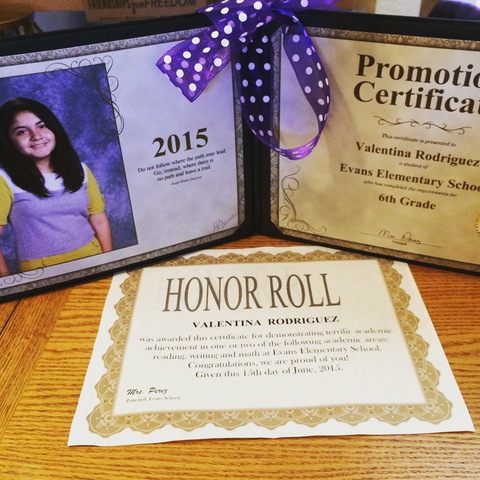 FRIENDSHIPS for FREEDOM
2015
Do not follow where the path may lead.
Go, instead, where there is
no path and leave a trail.
Promotio
Certificat
This certificate is presented to
Valentina Rodriguez
a student of
Evans Elementary Schoo
who has completed the requirements for
6th Grade
Principal
HONOR ROLL
VALENTINA RODRIGUEZ
was awarded this certificate for demonstrating terrific academic
achievement in one or two of the following academic areas:
reading, writing and math at Evans Elementary School.
Congratulations, we are proud of you!
Given this 15th day of June, 2015.
Mrs. Perez
Principal, Evans School